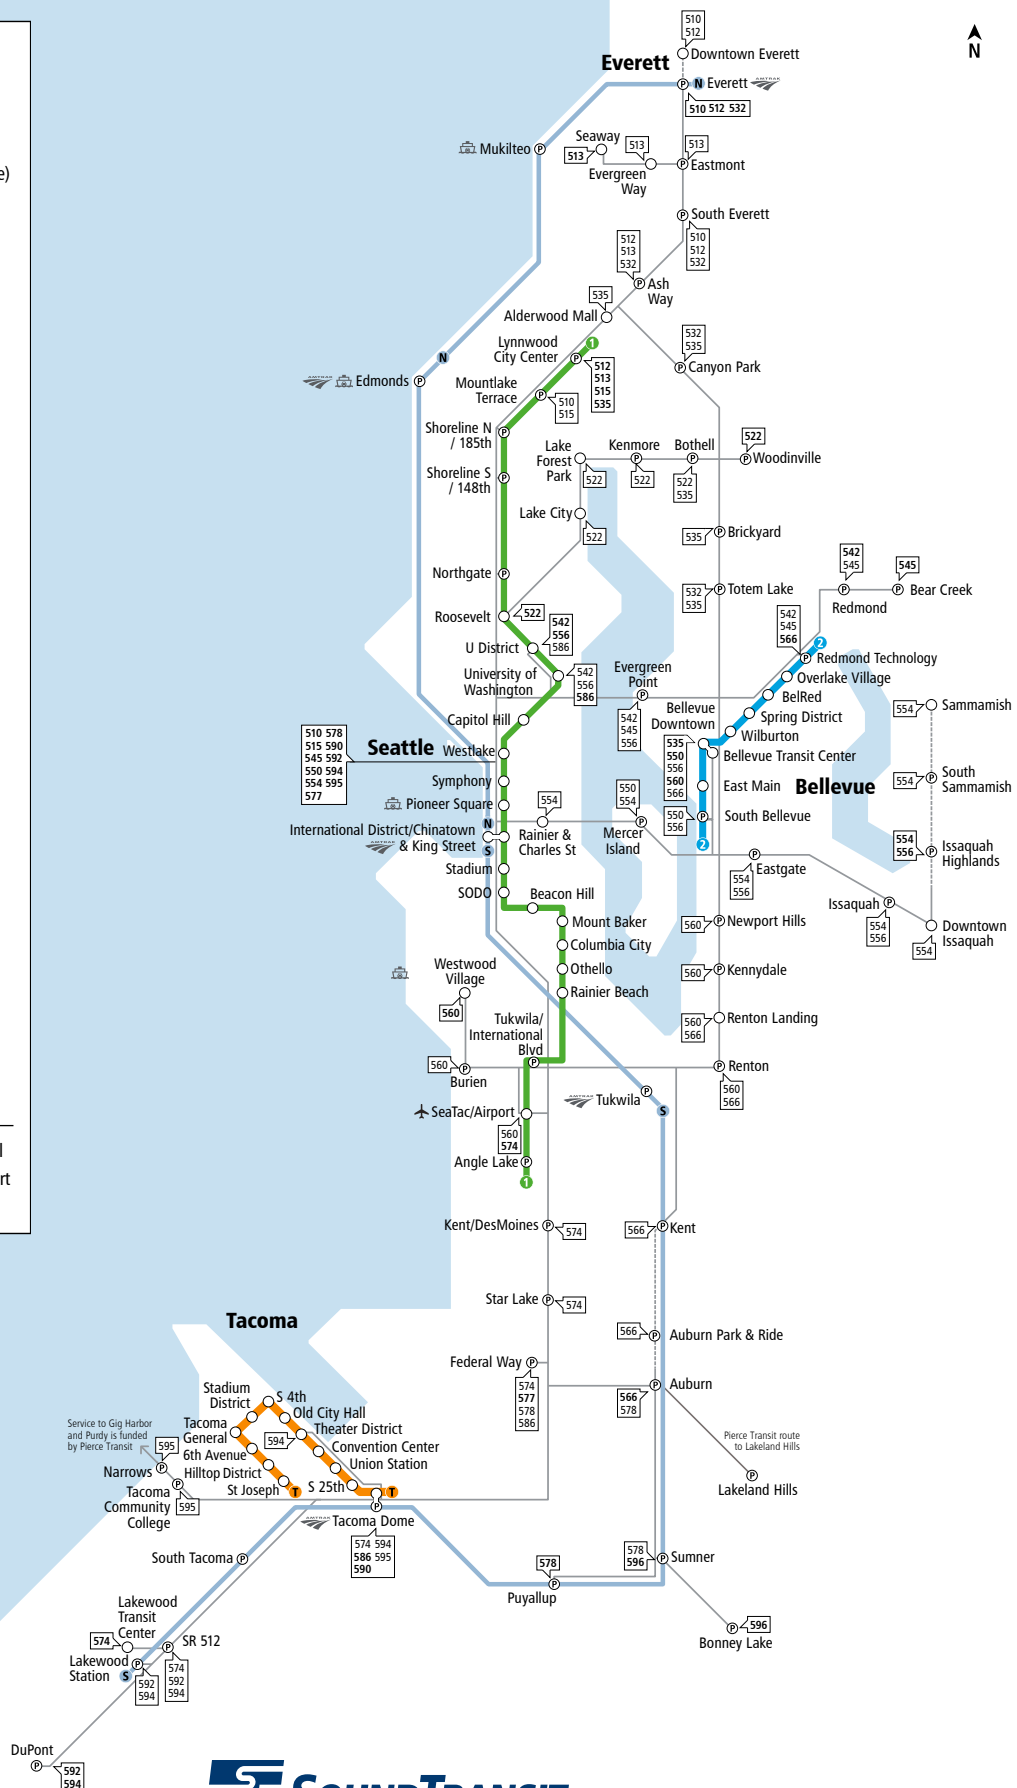 510
512
Downtown Everett
N
Everett
N
Everett
AMTRAK
510 512 532
Seaway
513
513
513
Mukilteo
Evergreen
Way
Eastmont
e)
South Everett
510
512
532
512
513
532
Ash
Way
535
Alderwood Mall
Lynnwood
City Center
1
512
513
515
535
532
535
Canyon Park
N
AMTRAK
Edmonds
Mountlake
Terrace
510
515
Shoreline N
/ 185th
Shoreline S
/ 148th
Lake
Forest
Park
522
Kenmore
522
Bothell
522
535
522
Woodinville
Lake City
522
535
Brickyard
Northgate
532
535
Totem Lake
542
545
Redmond
545
Bear Creek
Roosevelt
522
U District
542
556
586
542
545
566
2
Redmond Technology
Overlake Village
BelRed
Spring District
Wilburton
University of
Washington
542
556
586
Evergreen
Point
542
545
556
Bellevue
Downtown
535
550
556
560
566
Bellevue Transit Center
554
Sammamish
554
South
Sammamish
554
556
Issaquah
Highlands
Capitol Hill
510 578
515 590
545 592
550 594
554 595
577
Seattle
Westlake
Symphony
Pioneer Square
East Main
Bellevue
550
556
South Bellevue
2
N
International District/Chinatown
AMTRAK
& King Street
S
554
Rainier &
Charles St
550
554
Mercer
Island
Eastgate
554
556
Issaquah
554
556
Downtown
Issaquah
554
Stadium
SODO
Beacon Hill
Mount Baker
Columbia City
Othello
Rainier Beach
560
Newport Hills
560
Kennydale
560
566
Renton Landing
Westwood
Village
560
Tukwila/
International
Blvd
560
Burien
Renton
560
566
AMTRAK
Tukwila
S
SeaTac/Airport
560
574
Angle Lake
1
l
rt
Kent/DesMoines
574
566
Kent
Star Lake
574
566
Auburn Park & Ride
Federal Way
574
577
578
586
Auburn
566
578
Pierce Transit route
to Lakeland Hills
Lakeland Hills
Tacoma
Stadium
District
S 4th
Old City Hall
Theater District
Convention Center
Union Station
594
Tacoma
General
6th Avenue
Hilltop District
St Joseph
T
S 25th
T
Service to Gig Harbor
and Purdy is funded
by Pierce Transit
595
Narrows
Tacoma
Community
College
595
AMTRAK
Tacoma Dome
574 594
586 595
590
South Tacoma
578
Puyallup
578
596
Sumner
596
Bonney Lake
Lakewood
Transit
Center
574
SR 512
574
592
594
Lakewood
Station
S
592
594
DuPont
592
594
SOUNDTRANSIT